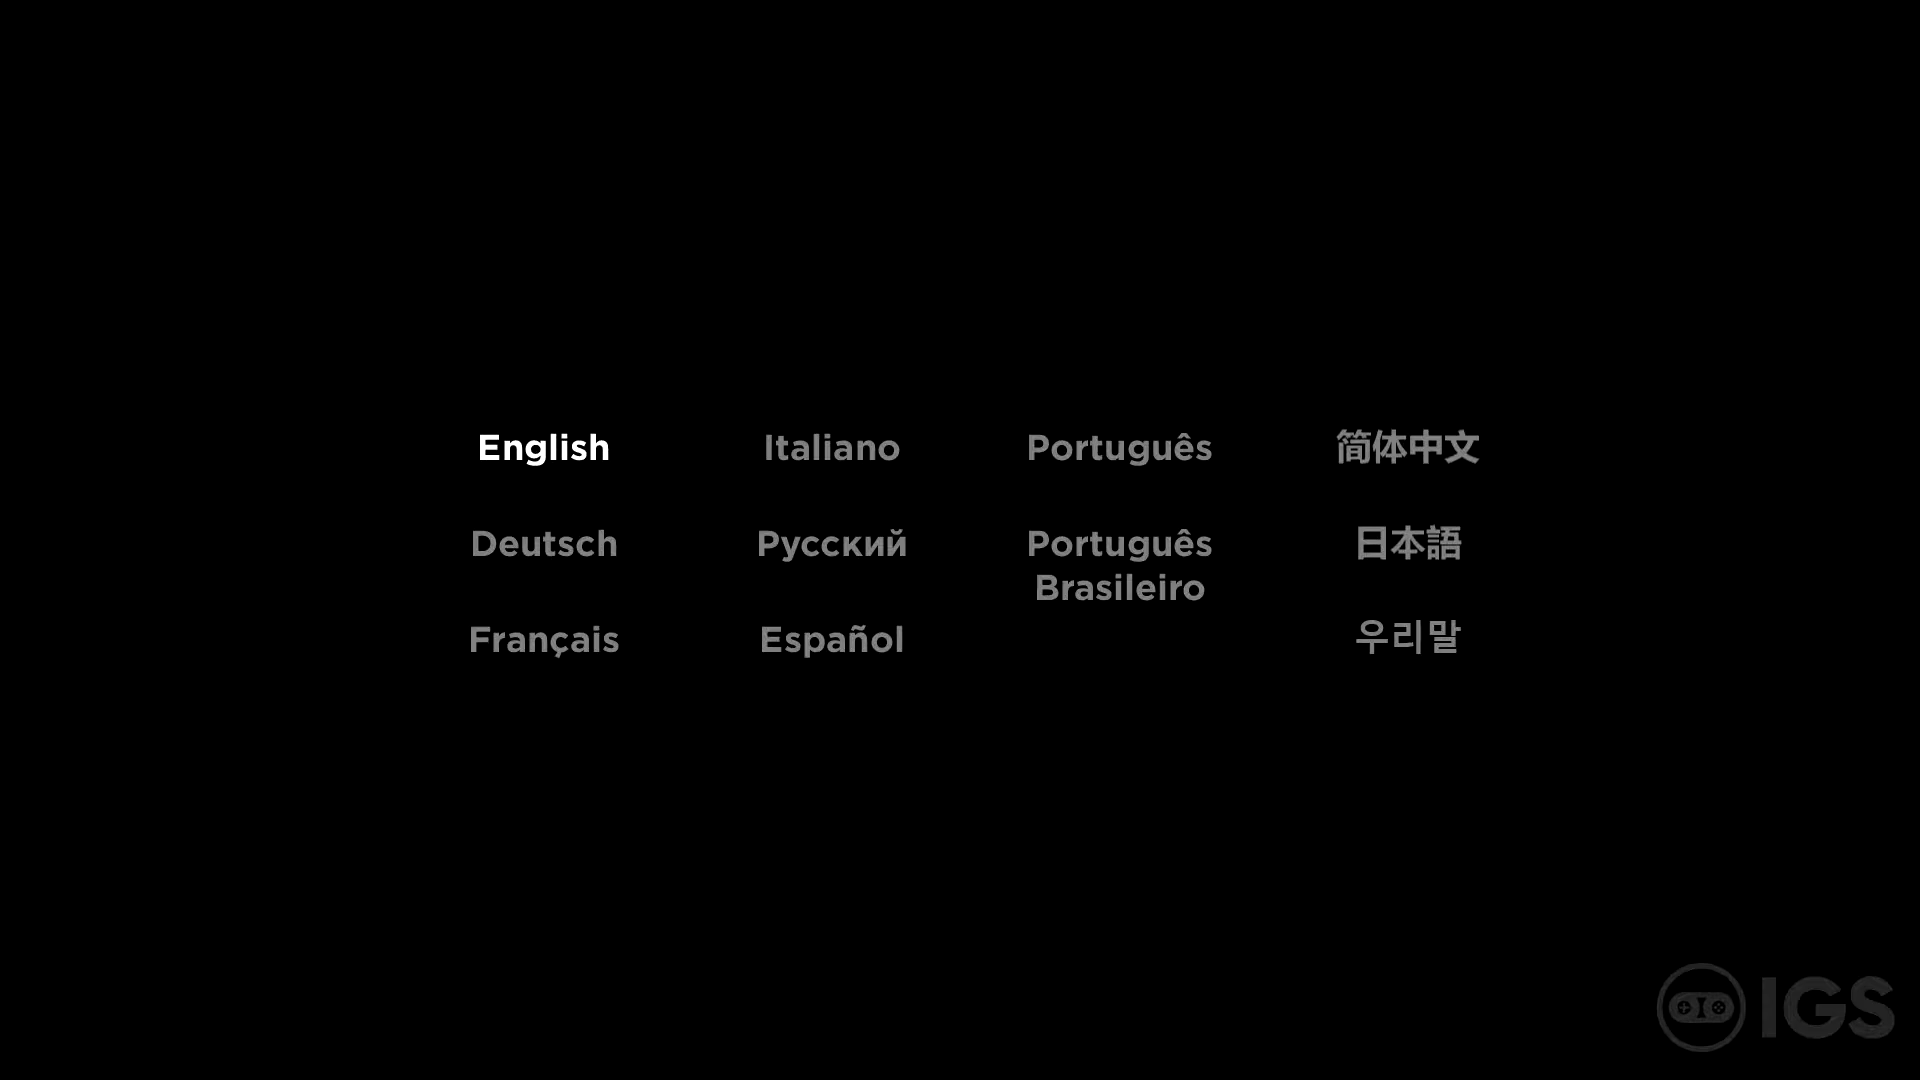 English
Italiano
Português
简体中文
Deutsch
Русский
Português
Brasileiro
日本語
Français
Español
우리말
IGS